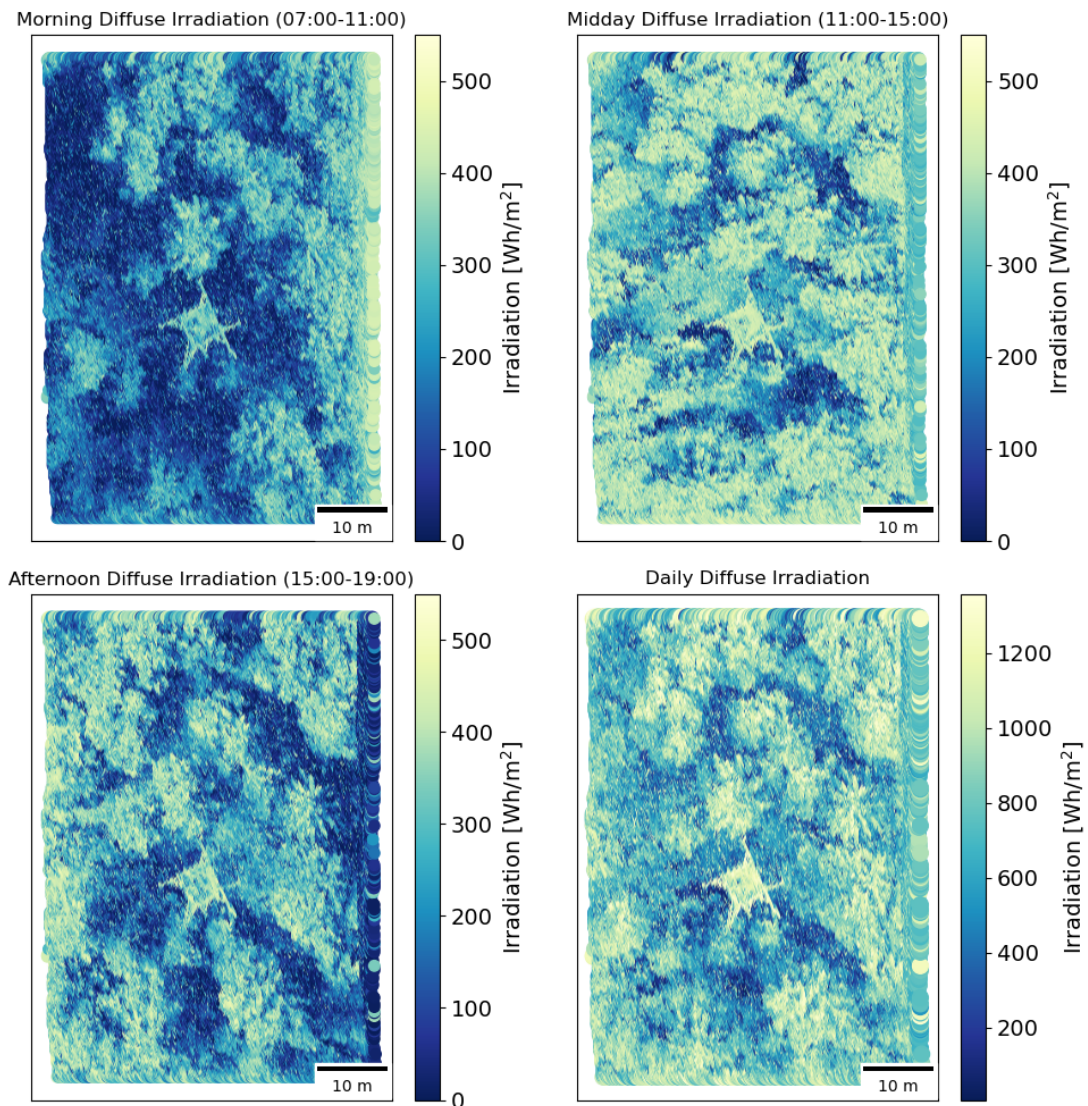 Morning Diffuse Irradiation (07:00-11:00)
500
400
300
200
100
0
Irradiation [Wh/m²]
10 m
Midday Diffuse Irradiation (11:00-15:00)
500
400
300
200
100
0
Irradiation [Wh/m²]
10 m
Afternoon Diffuse Irradiation (15:00-19:00)
500
400
300
200
100
0
Irradiation [Wh/m²]
10 m
Daily Diffuse Irradiation
1200
1000
800
600
400
200
Irradiation [Wh/m²]
10 m